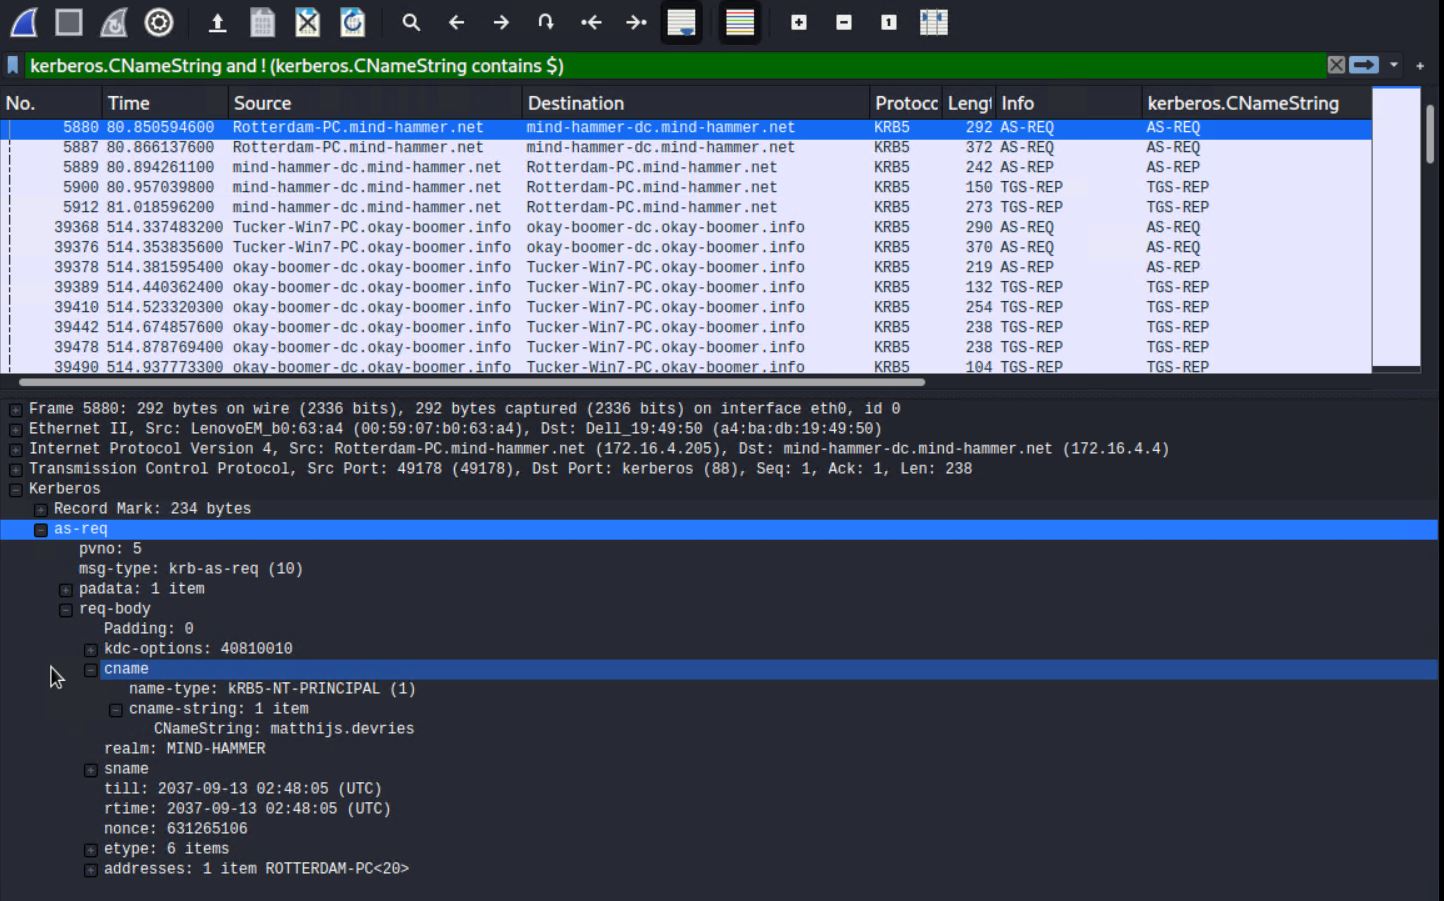 1
kerberos.CNameString and !(kerberos.CNameString contains $)
No. Time Source Destination Protoco Lengt Info kerberos.CNameString
5880 80.850594600 Rotterdam-PC.mind-hammer.net mind-hammer-dc.mind-hammer.net KRB5 292 AS-REQ AS-REQ
5887 80.866137600 Rotterdam-PC.mind-hammer.net mind-hammer-dc.mind-hammer.net KRB5 372 AS-REQ AS-REQ
5889 80.894261100 mind-hammer-dc.mind-hammer.net Rotterdam-PC.mind-hammer.net KRB5 242 AS-REP AS-REP
5900 80.957039800 mind-hammer-dc.mind-hammer.net Rotterdam-PC.mind-hammer.net KRB5 150 TGS-REP TGS-REP
5912 81.018596200 mind-hammer-dc.mind-hammer.net Rotterdam-PC.mind-hammer.net KRB5 273 TGS-REP TGS-REP
39368 514.337483200 Tucker-Win7-PC.okay-boomer.info okay-boomer-dc.okay-boomer.info KRB5 290 AS-REQ AS-REQ
39376 514.353835600 Tucker-Win7-PC.okay-boomer.info okay-boomer-dc.okay-boomer.info KRB5 370 AS-REQ AS-REQ
39378 514.381595400 okay-boomer-dc.okay-boomer.info Tucker-Win7-PC.okay-boomer.info KRB5 219 AS-REP AS-REP
39389 514.440362400 okay-boomer-dc.okay-boomer.info Tucker-Win7-PC.okay-boomer.info KRB5 132 TGS-REP TGS-REP
39410 514.523320300 okay-boomer-dc.okay-boomer.info Tucker-Win7-PC.okay-boomer.info KRB5 254 TGS-REP TGS-REP
39442 514.674857600 okay-boomer-dc.okay-boomer.info Tucker-Win7-PC.okay-boomer.info KRB5 238 TGS-REP TGS-REP
39478 514.878769400 okay-boomer-dc.okay-boomer.info Tucker-Win7-PC.okay-boomer.info KRB5 238 TGS-REP TGS-REP
39490 514.937773300 okay-boomer-dc.okay-boomer.info Tucker-Win7-PC.okay-boomer.info KRB5 104 TGS-REP TGS-REP
Frame 5880: 292 bytes on wire (2336 bits), 292 bytes captured (2336 bits) on interface eth0, id 0
Ethernet II, Src: LenovoEM_b0:63:a4 (00:59:07:b0:63:a4), Dst: Dell_19:49:50 (a4:ba:db:19:49:50)
Internet Protocol Version 4, Src: Rotterdam-PC.mind-hammer.net (172.16.4.205), Dst: mind-hammer-dc.mind-hammer.net (172.16.4.4)
Transmission Control Protocol, Src Port: 49178 (49178), Dst Port: kerberos (88), Seq: 1, Ack: 1, Len: 238
Kerberos
Record Mark: 234 bytes
as-req
pvno: 5
msg-type: krb-as-req (10)
padata: 1 item
req-body
Padding: 0
kdc-options: 40810010
cname
name-type: kRB5-NT-PRINCIPAL (1)
cname-string: 1 item
CNameString: matthijs.devries
realm: MIND-HAMMER
sname
till: 2037-09-13 02:48:05 (UTC)
rtime: 2037-09-13 02:48:05 (UTC)
nonce: 631265106
etype: 6 items
addresses: 1 item ROTTERDAM-PC<20>